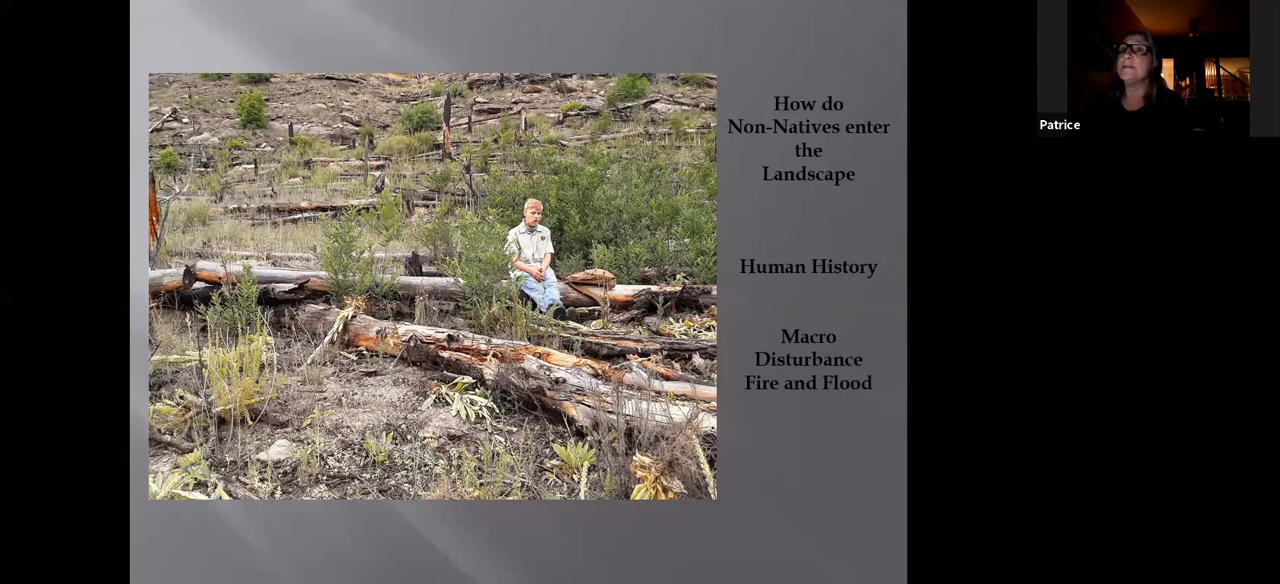 How do
Non-Natives enter
the
Landscape
Human History
Macro
Disturbance
Fire and Flood
Patrice